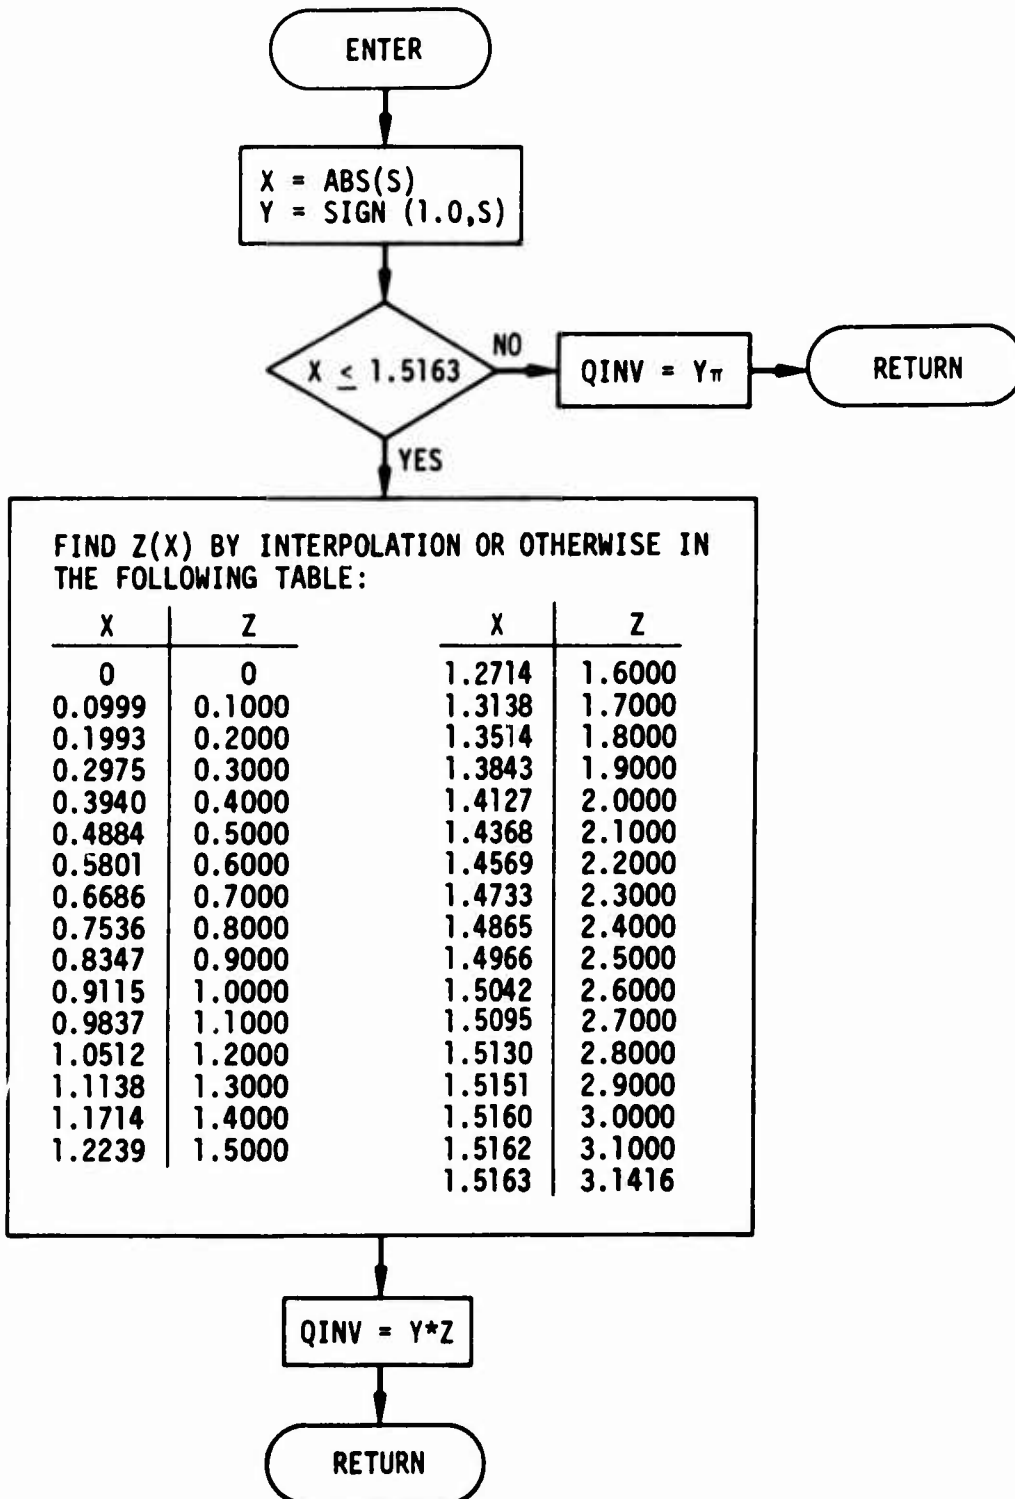 ENTER
X = ABS(S)
Y = SIGN (1.0,S)
X ≤ 1.5163
NO
QINV = Yπ
RETURN
YES
FIND Z(X) BY INTERPOLATION OR OTHERWISE IN
THE FOLLOWING TABLE:
X Z X Z
0 0 1.2714 1.6000
0.0999 0.1000 1.3138 1.7000
0.1993 0.2000 1.3514 1.8000
0.2975 0.3000 1.3843 1.9000
0.3940 0.4000 1.4127 2.0000
0.4884 0.5000 1.4368 2.1000
0.5801 0.6000 1.4569 2.2000
0.6686 0.7000 1.4733 2.3000
0.7536 0.8000 1.4865 2.4000
0.8347 0.9000 1.4966 2.5000
0.9115 1.0000 1.5042 2.6000
0.9837 1.1000 1.5095 2.7000
1.0512 1.2000 1.5130 2.8000
1.1138 1.3000 1.5151 2.9000
1.1714 1.4000 1.5160 3.0000
1.2239 1.5000 1.5162 3.1000
1.5163 3.1416
QINV = Y*Z
RETURN